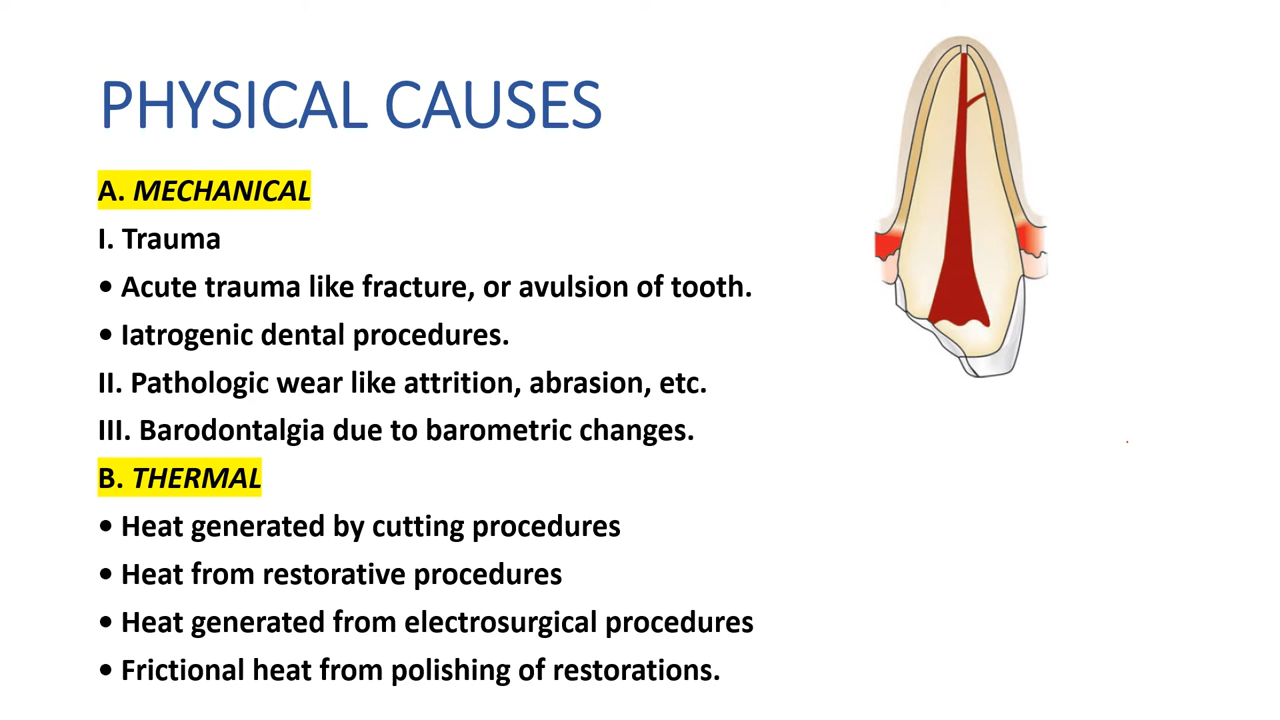 PHYSICAL CAUSES
A. MECHANICAL
I. Trauma
• Acute trauma like fracture, or avulsion of tooth.
• Iatrogenic dental procedures.
II. Pathologic wear like attrition, abrasion, etc.
III. Barodontalgia due to barometric changes.
B. THERMAL
• Heat generated by cutting procedures
• Heat from restorative procedures
• Heat generated from electrosurgical procedures
• Frictional heat from polishing of restorations.